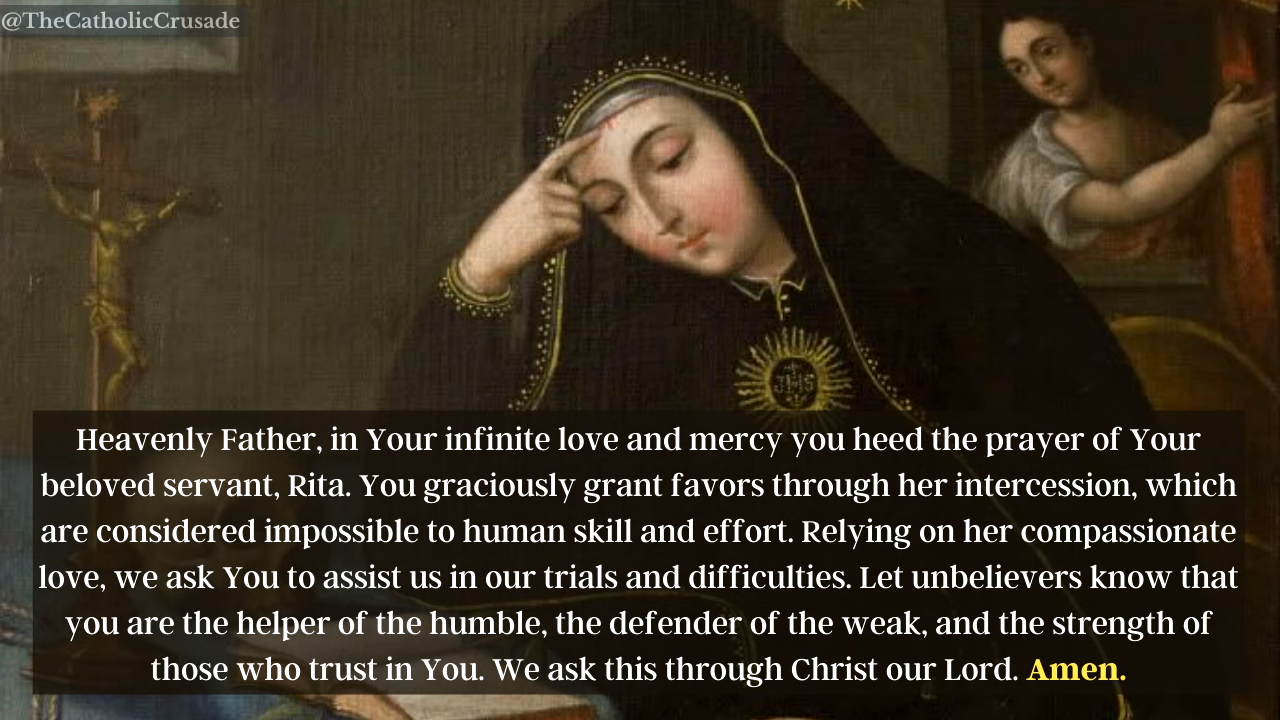 @TheCatholicCrusade
JHS
Heavenly Father, in Your infinite love and mercy you heed the prayer of Your
beloved servant, Rita. You graciously grant favors through her intercession, which
are considered impossible to human skill and effort. Relying on her compassionate
love, we ask You to assist us in our trials and difficulties. Let unbelievers know that
you are the helper of the humble, the defender of the weak, and the strength of
those who trust in You. We ask this through Christ our Lord. Amen.